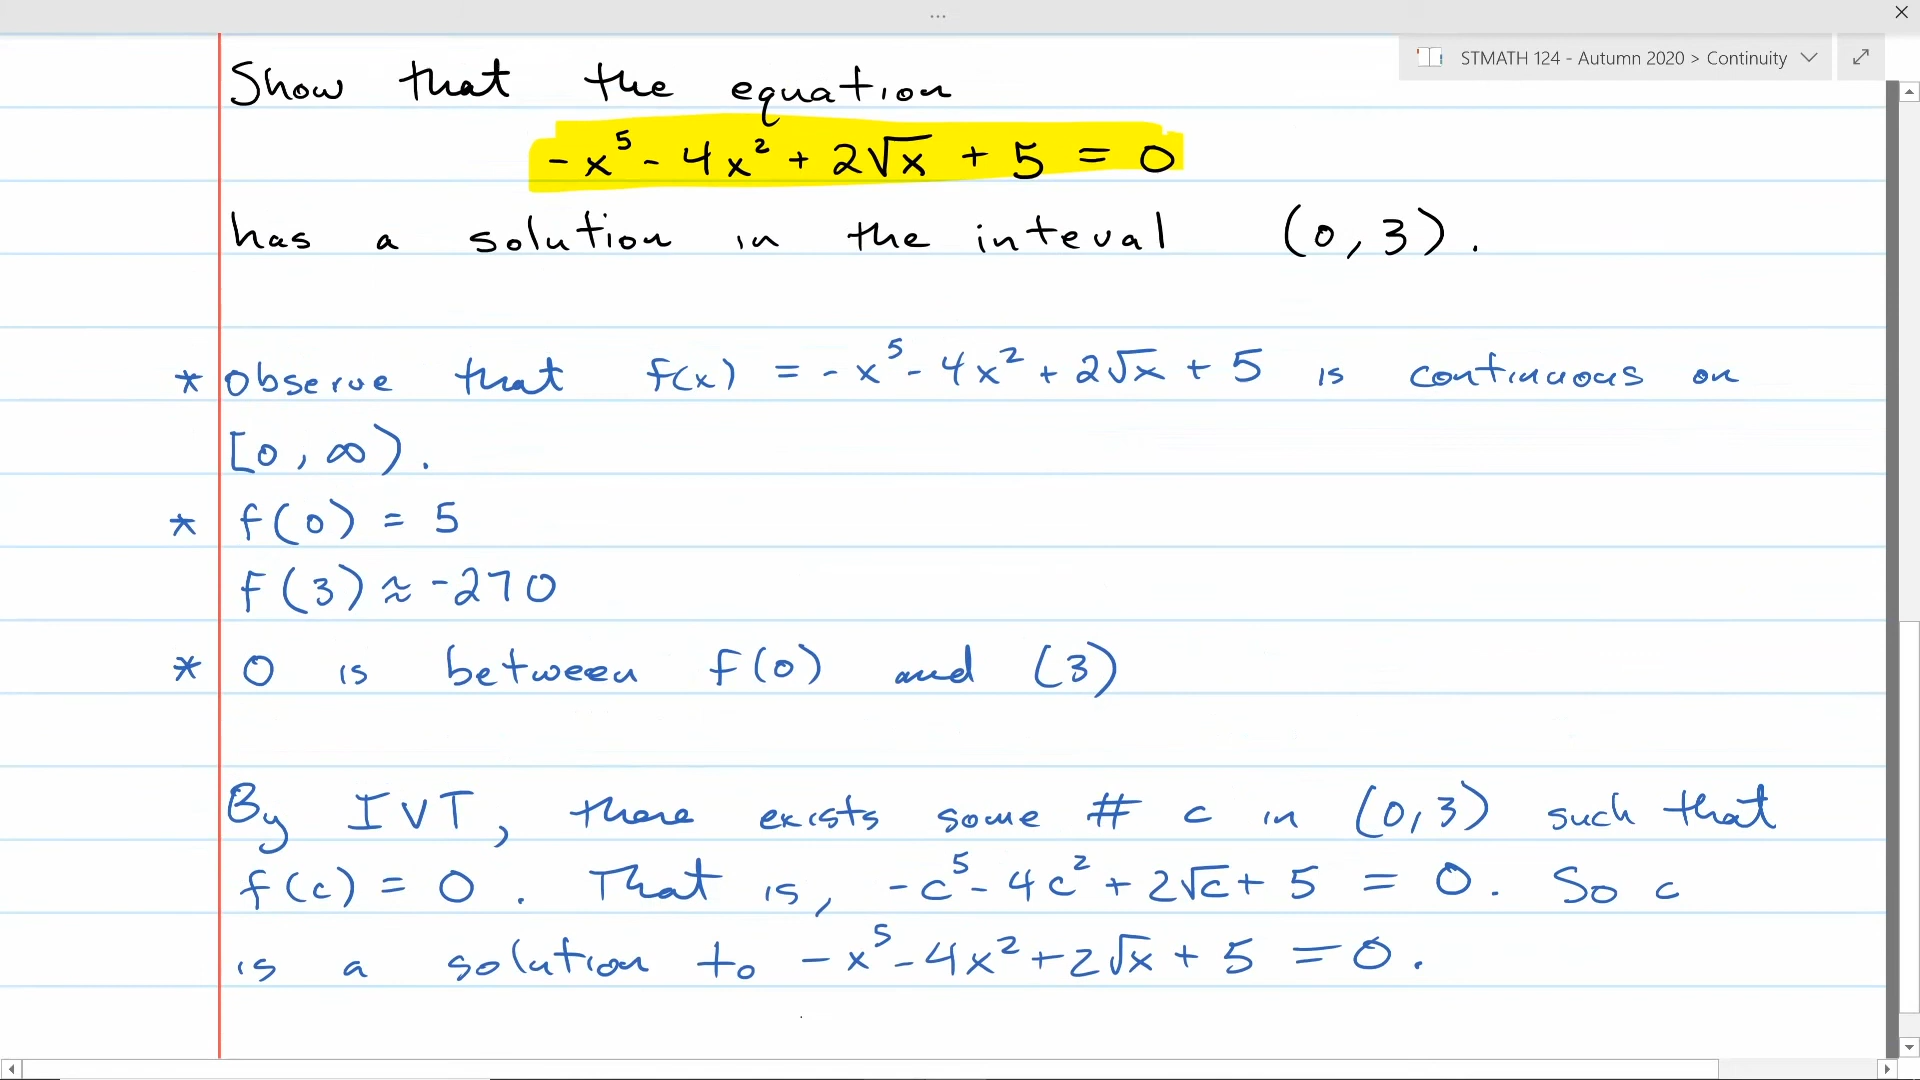 STMATH 124 - Autumn 2020 > Continuity
Show that the equation
-x⁵ - 4x² + 2√x + 5 = 0
has a solution in the inteval (0, 3).
* Observe that f(x) = -x⁵ - 4x² + 2√x + 5 is continuous on
[0, ∞).
* f(0) = 5
f(3) ≈ -270
* 0 is between f(0) and (3)
By IVT, there exists some # c in (0,3) such that
f(c) = 0. That is, -c⁵ - 4c² + 2√c + 5 = 0. So c
is a solution to -x⁵ - 4x² + 2√x + 5 = 0.